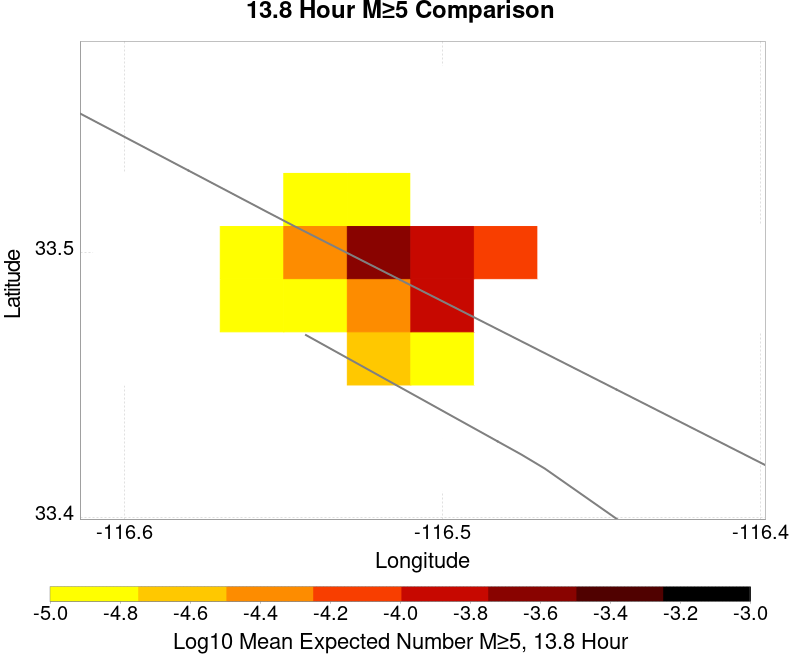 13.8 Hour M≥5 Comparison
Latitude
33.5
33.4
-116.6 -116.5 -116.4
Longitude
-5.0 -4.8 -4.6 -4.4 -4.2 -4.0 -3.8 -3.6 -3.4 -3.2 -3.0
Log10 Mean Expected Number M≥5, 13.8 Hour